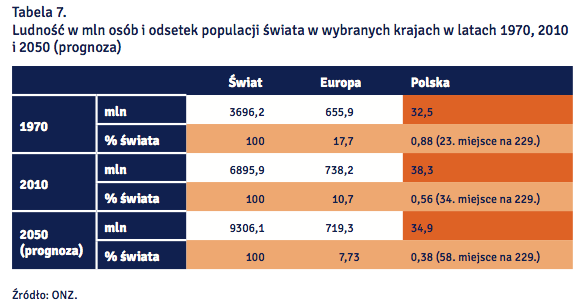 Tabela 7.
Ludność w mln osób i odsetek populacji świata w wybranych krajach w latach 1970, 2010
i 2050 (prognoza)
Świat Europa Polska
1970 mln 3696,2 655,9 32,5
% świata 100 17,7 0,88 (23. miejsce na 229.)
2010 mln 6895,9 738,2 38,3
% świata 100 10,7 0,56 (34. miejsce na 229.)
2050 (prognoza) mln 9306,1 719,3 34,9
% świata 100 7,73 0,38 (58. miejsce na 229.)
Źródło: ONZ.